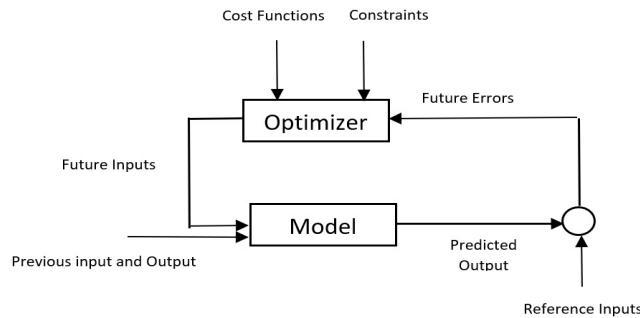 Cost Functions
Constraints
Optimizer
Future Errors
Future Inputs
Model
Previous input and Output
Predicted
Output
Reference Inputs